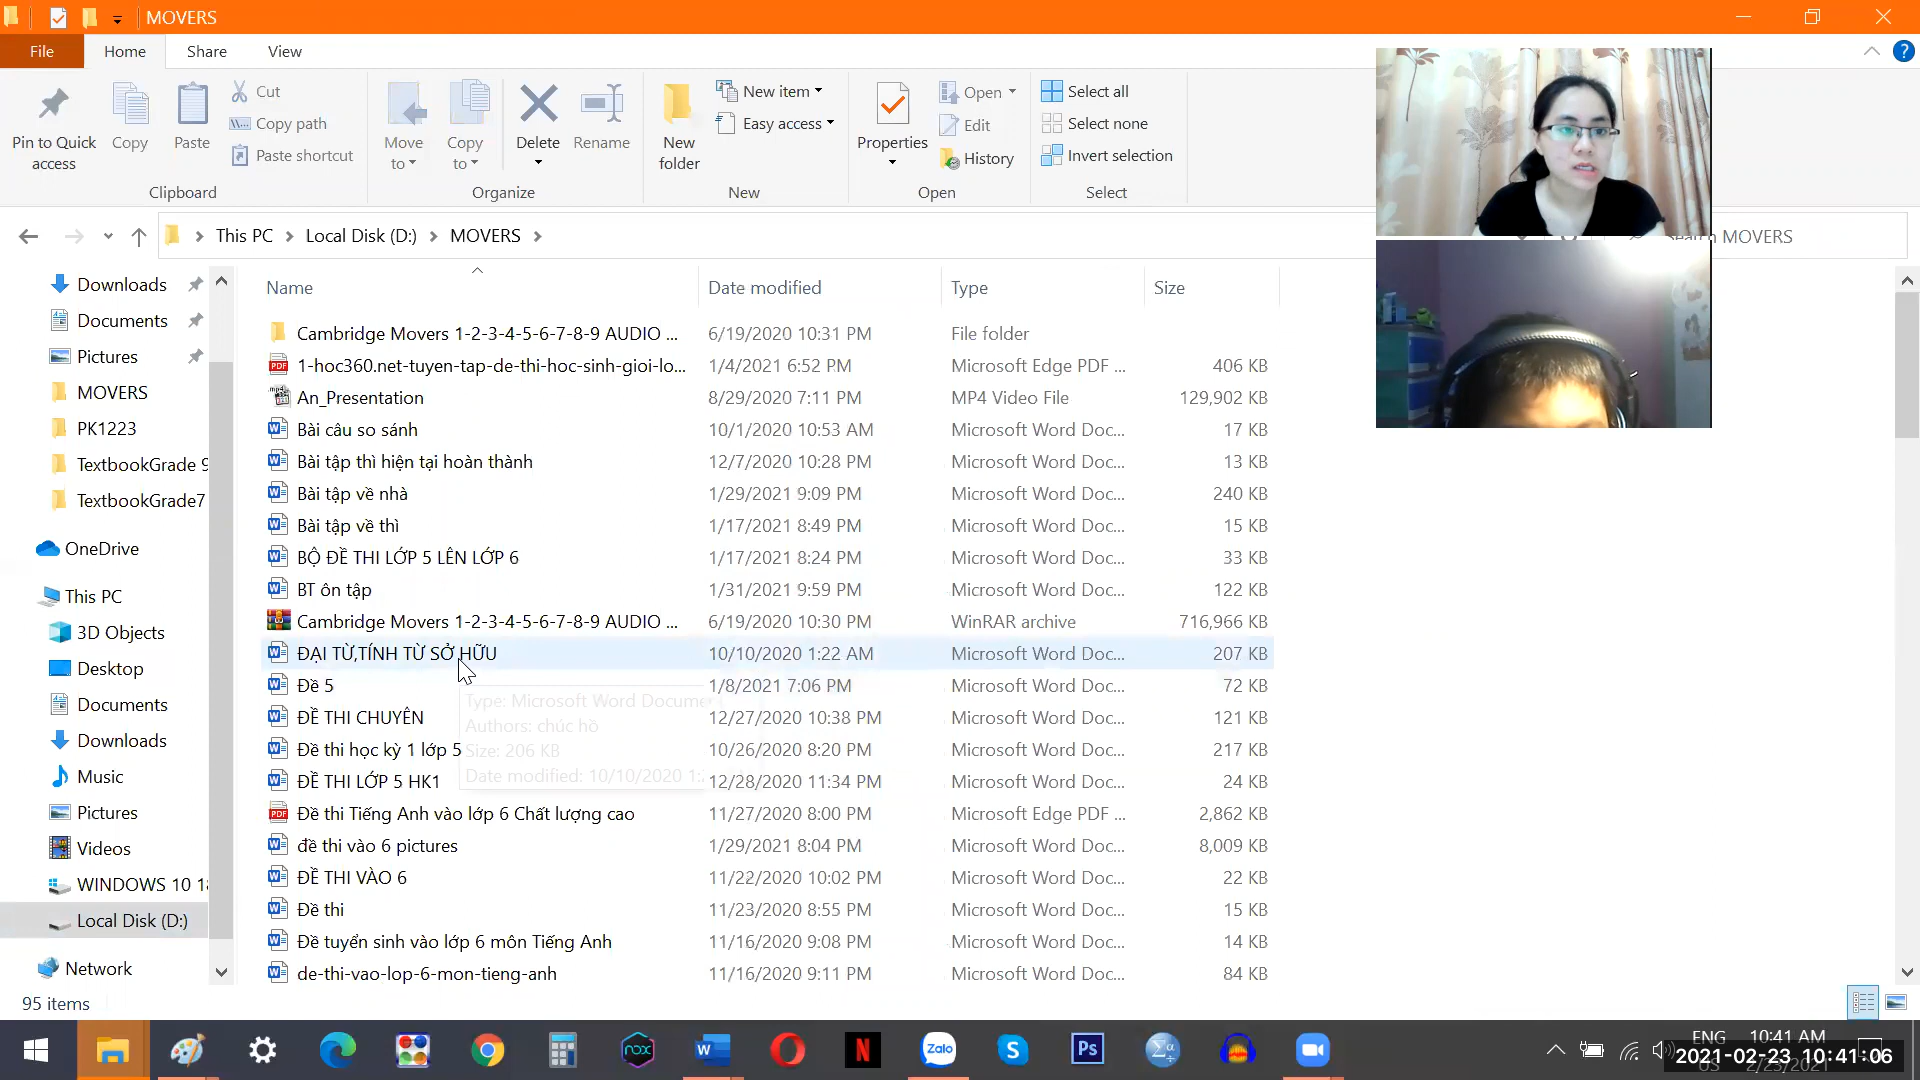 MOVERS
File Home Share View
Pin to Quick access
Copy
Paste
Cut
Copy path
Paste shortcut
Clipboard
Move to
Copy to
Delete
Rename
Organize
New folder
New item
Easy access
New
Properties
Open
Edit
History
Open
Select all
Select none
Invert selection
Select
This PC > Local Disk (D:) > MOVERS >
MOVERS
Downloads
Documents
Pictures
MOVERS
PK1223
TextbookGrade 9
TextbookGrade7
OneDrive
This PC
3D Objects
Desktop
Documents
Downloads
Music
Pictures
Videos
WINDOWS 10 18
Local Disk (D:)
Network
Name Date modified Type Size
Cambridge Movers 1-2-3-4-5-6-7-8-9 AUDIO ... 6/19/2020 10:31 PM File folder
1-hoc360.net-tuyen-tap-de-thi-hoc-sinh-gioi-lo... 1/4/2021 6:52 PM Microsoft Edge PDF ... 406 KB
An_Presentation 8/29/2020 7:11 PM MP4 Video File 129,902 KB
Bài câu so sánh 10/1/2020 10:53 AM Microsoft Word Doc... 17 KB
Bài tập thì hiện tại hoàn thành 12/7/2020 10:28 PM Microsoft Word Doc... 13 KB
Bài tập về nhà 1/29/2021 9:09 PM Microsoft Word Doc... 240 KB
Bài tập về thì 1/17/2021 8:49 PM Microsoft Word Doc... 15 KB
BỘ ĐỀ THI LỚP 5 LÊN LỚP 6 1/17/2021 8:24 PM Microsoft Word Doc... 33 KB
BT ôn tập 1/31/2021 9:59 PM Microsoft Word Doc... 122 KB
Cambridge Movers 1-2-3-4-5-6-7-8-9 AUDIO ... 6/19/2020 10:30 PM WinRAR archive 716,966 KB
ĐẠI TỪ,TÍNH TỪ SỞ HỮU 10/10/2020 1:22 AM Microsoft Word Doc... 207 KB
Đề 5 1/8/2021 7:06 PM Microsoft Word Doc... 72 KB
ĐỀ THI CHUYÊN 12/27/2020 10:38 PM Microsoft Word Doc... 121 KB
Đề thi học kỳ 1 lớp 5 10/26/2020 8:20 PM Microsoft Word Doc... 217 KB
ĐỀ THI LỚP 5 HK1 12/28/2020 11:34 PM Microsoft Word Doc... 24 KB
Đề thi Tiếng Anh vào lớp 6 Chất lượng cao 11/27/2020 8:00 PM Microsoft Edge PDF ... 2,862 KB
đề thi vào 6 pictures 1/29/2021 8:04 PM Microsoft Word Doc... 8,009 KB
ĐỀ THI VÀO 6 11/22/2020 10:02 PM Microsoft Word Doc... 22 KB
Đề thi 11/23/2020 8:55 PM Microsoft Word Doc... 15 KB
Đề tuyển sinh vào lớp 6 môn Tiếng Anh 11/16/2020 9:08 PM Microsoft Word Doc... 14 KB
de-thi-vao-lop-6-mon-tieng-anh 11/16/2020 9:11 PM Microsoft Word Doc... 84 KB
Type: Microsoft Word Docume
Authors: chúc hồ
Size: 206 KB
Date modified: 10/10/2020 1:
95 items
nox
Zalo
Ps
ENG 10:41 AM
2021-02-23 10:41:06